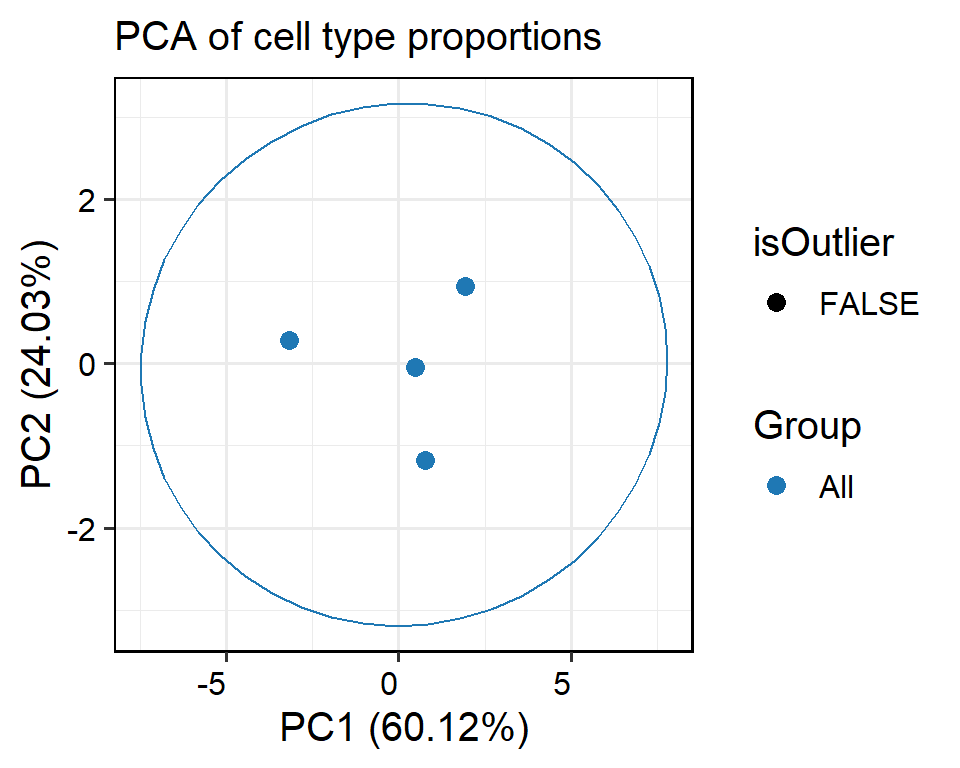 PCA of cell type proportions
PC2 (24.03%)
2
0
-2
-5
0
5
PC1 (60.12%)
isOutlier
FALSE
Group
All